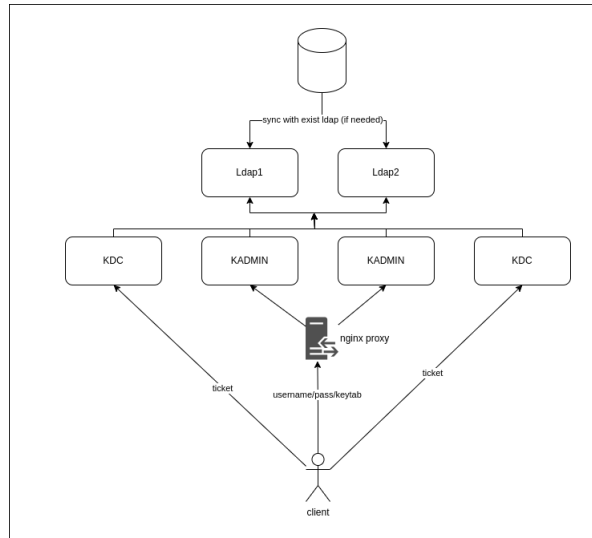 sync with exist ldap (if needed)
Ldap1
Ldap2
KDC
KADMIN
KADMIN
KDC
nginx proxy
ticket
ticket
username/pass/keytab
client